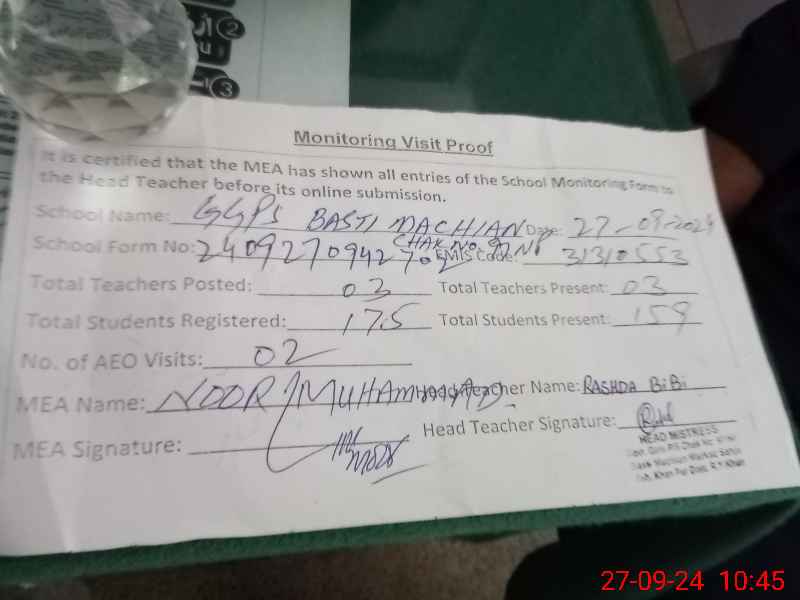 Monitoring Visit Proof
It is certified that the MEA has shown all entries of the School Monitoring Form to
the Head Teacher before its online submission.
School Name: GGPS BASTI MACHIAN Date: 27-09-2024
CHAK NO. 92 NP
School Form No: 2409270942702 EMIS Code: 31310553
Total Teachers Posted: 03 Total Teachers Present: 03
Total Students Registered: 175 Total Students Present: 159
No. of AEO Visits: 02
MEA Name: NOOR MUHAMMAD Head Teacher Name: RASHDA BiBi
MEA Signature: Head Teacher Signature:
HEAD MISTRESS
27-09-24 10:45